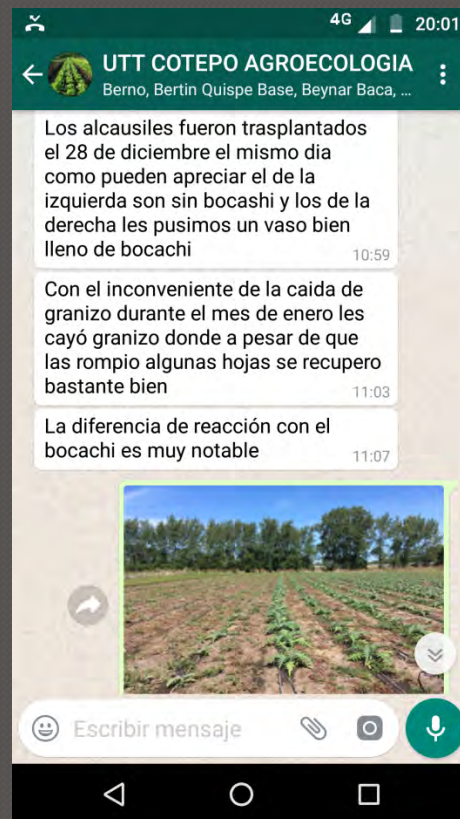 4G 20:01
UTT COTEPO AGROECOLOGIA
Berno, Bertin Quispe Base, Beynar Baca, ...
Los alcausiles fueron trasplantados
el 28 de diciembre el mismo dia
como pueden apreciar el de la
izquierda son sin bocashi y los de la
derecha les pusimos un vaso bien
lleno de bocachi
10:59
Con el inconveniente de la caida de
granizo durante el mes de enero les
cayó granizo donde a pesar de que
las rompio algunas hojas se recupero
bastante bien
11:03
La diferencia de reacción con el
bocachi es muy notable
11:07
Escribir mensaje